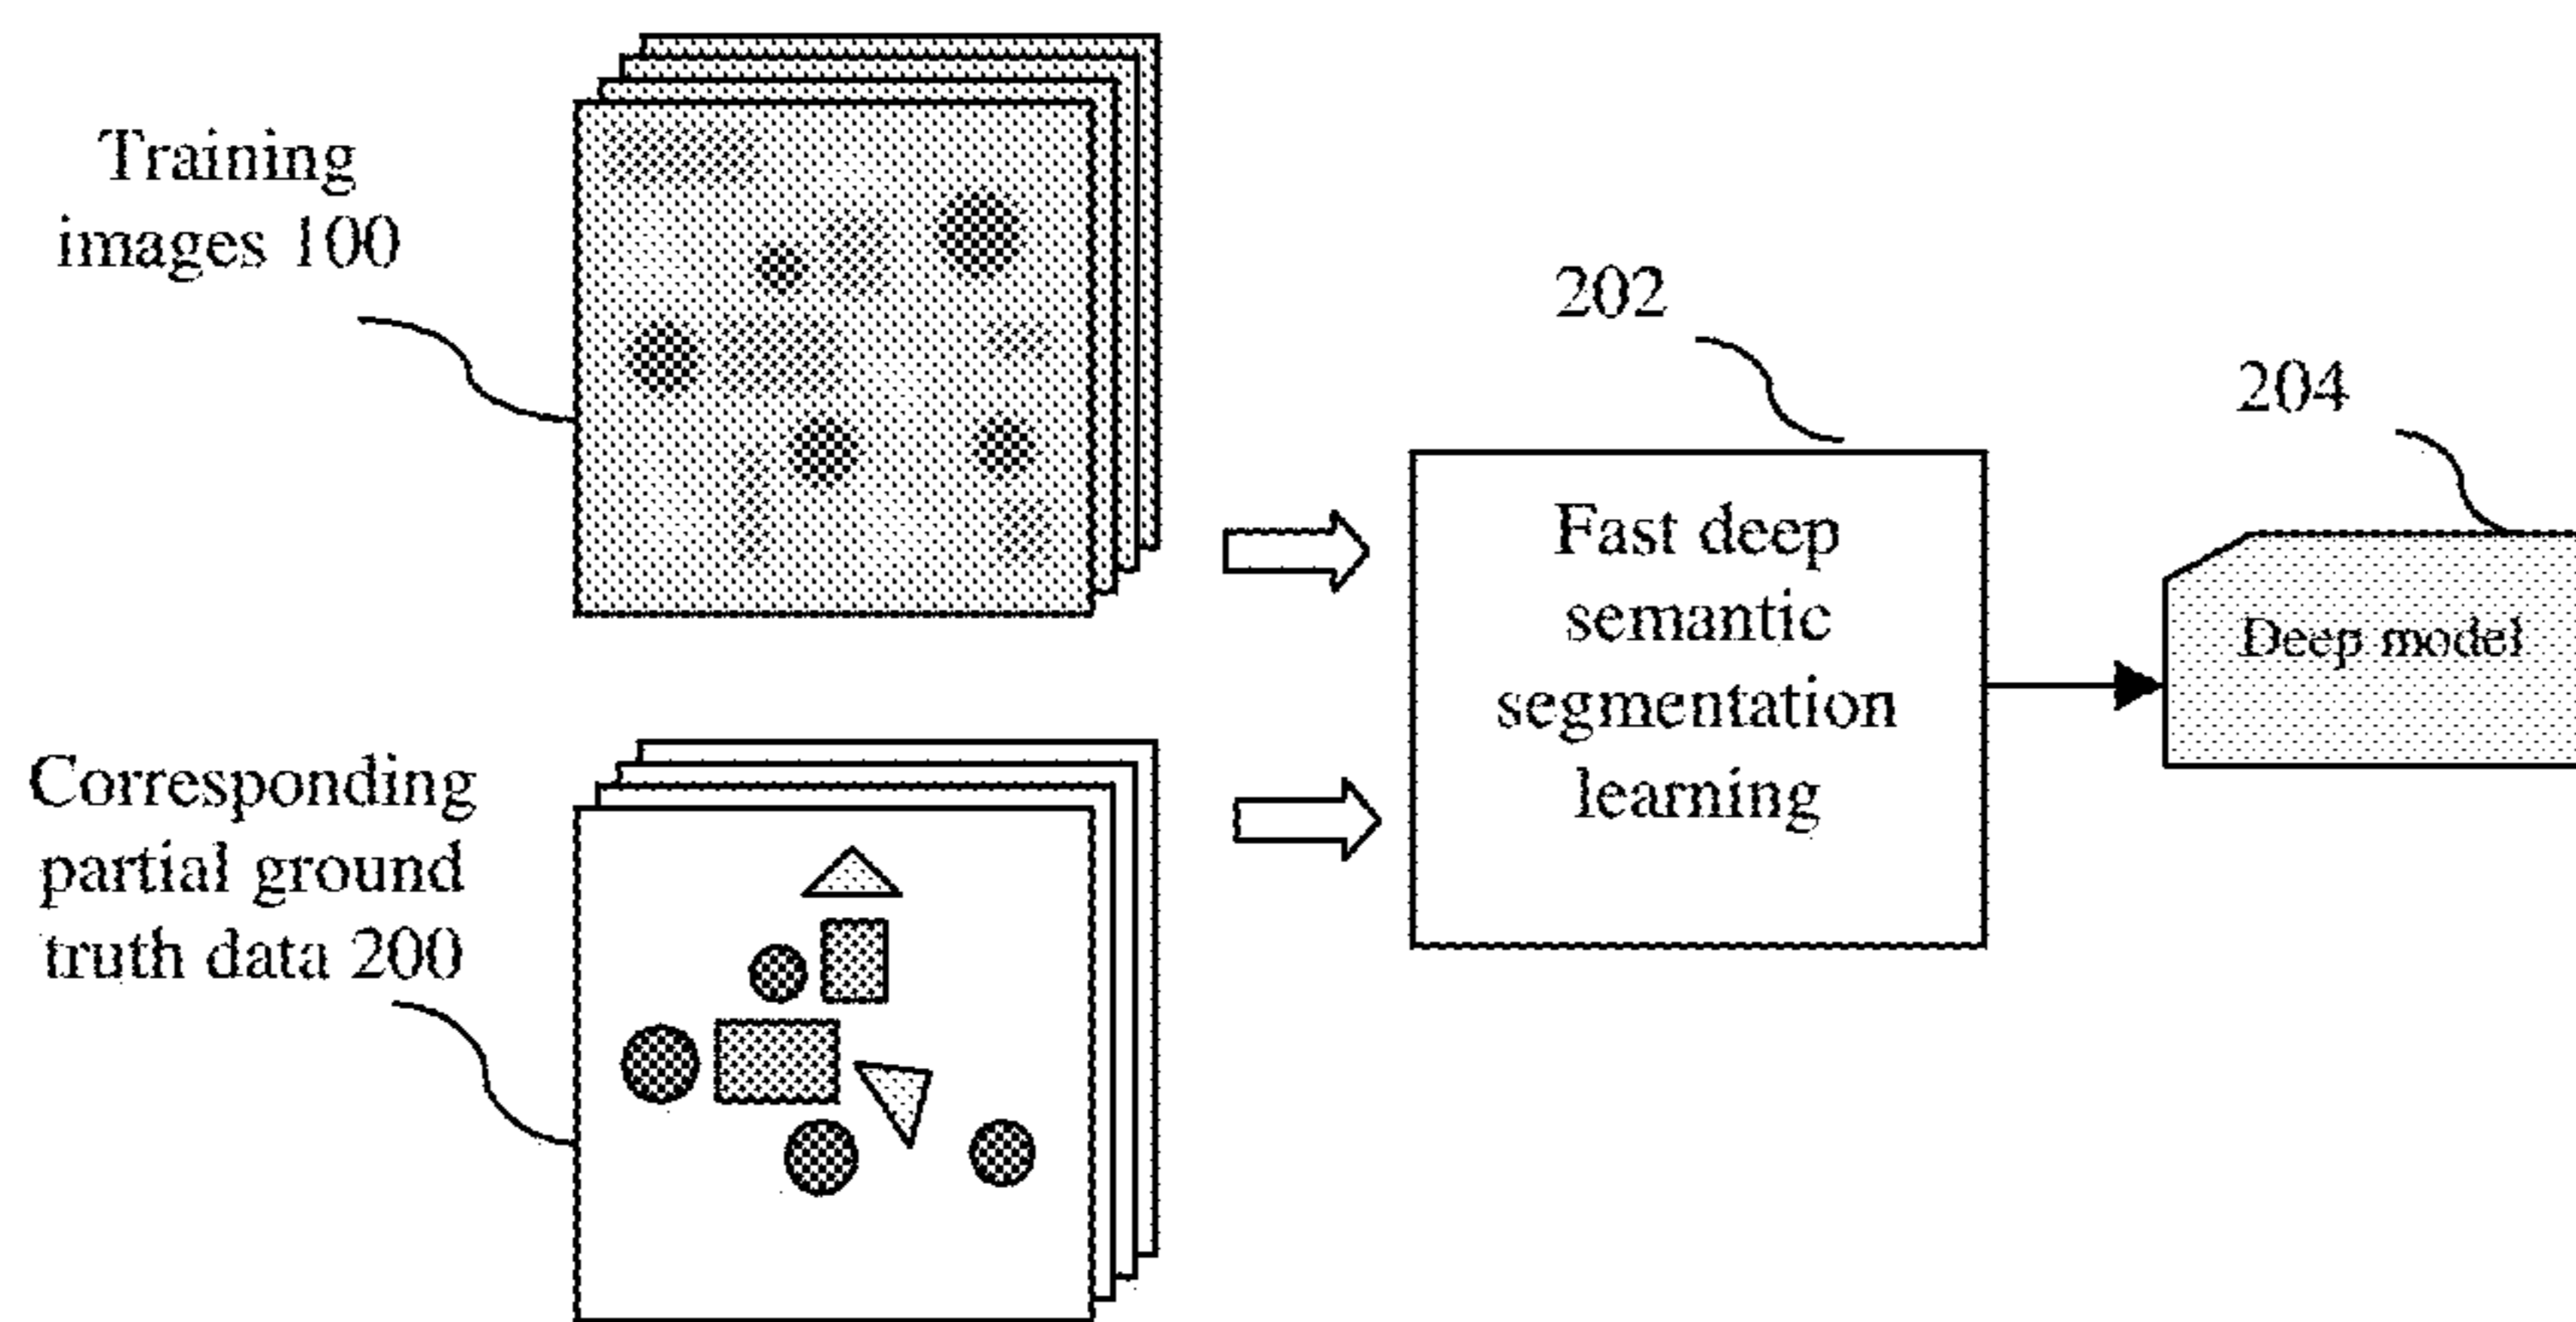 Training
images 100
202
204
Fast deep
semantic
segmentation
learning
Deep model
Corresponding
partial ground
truth data 200